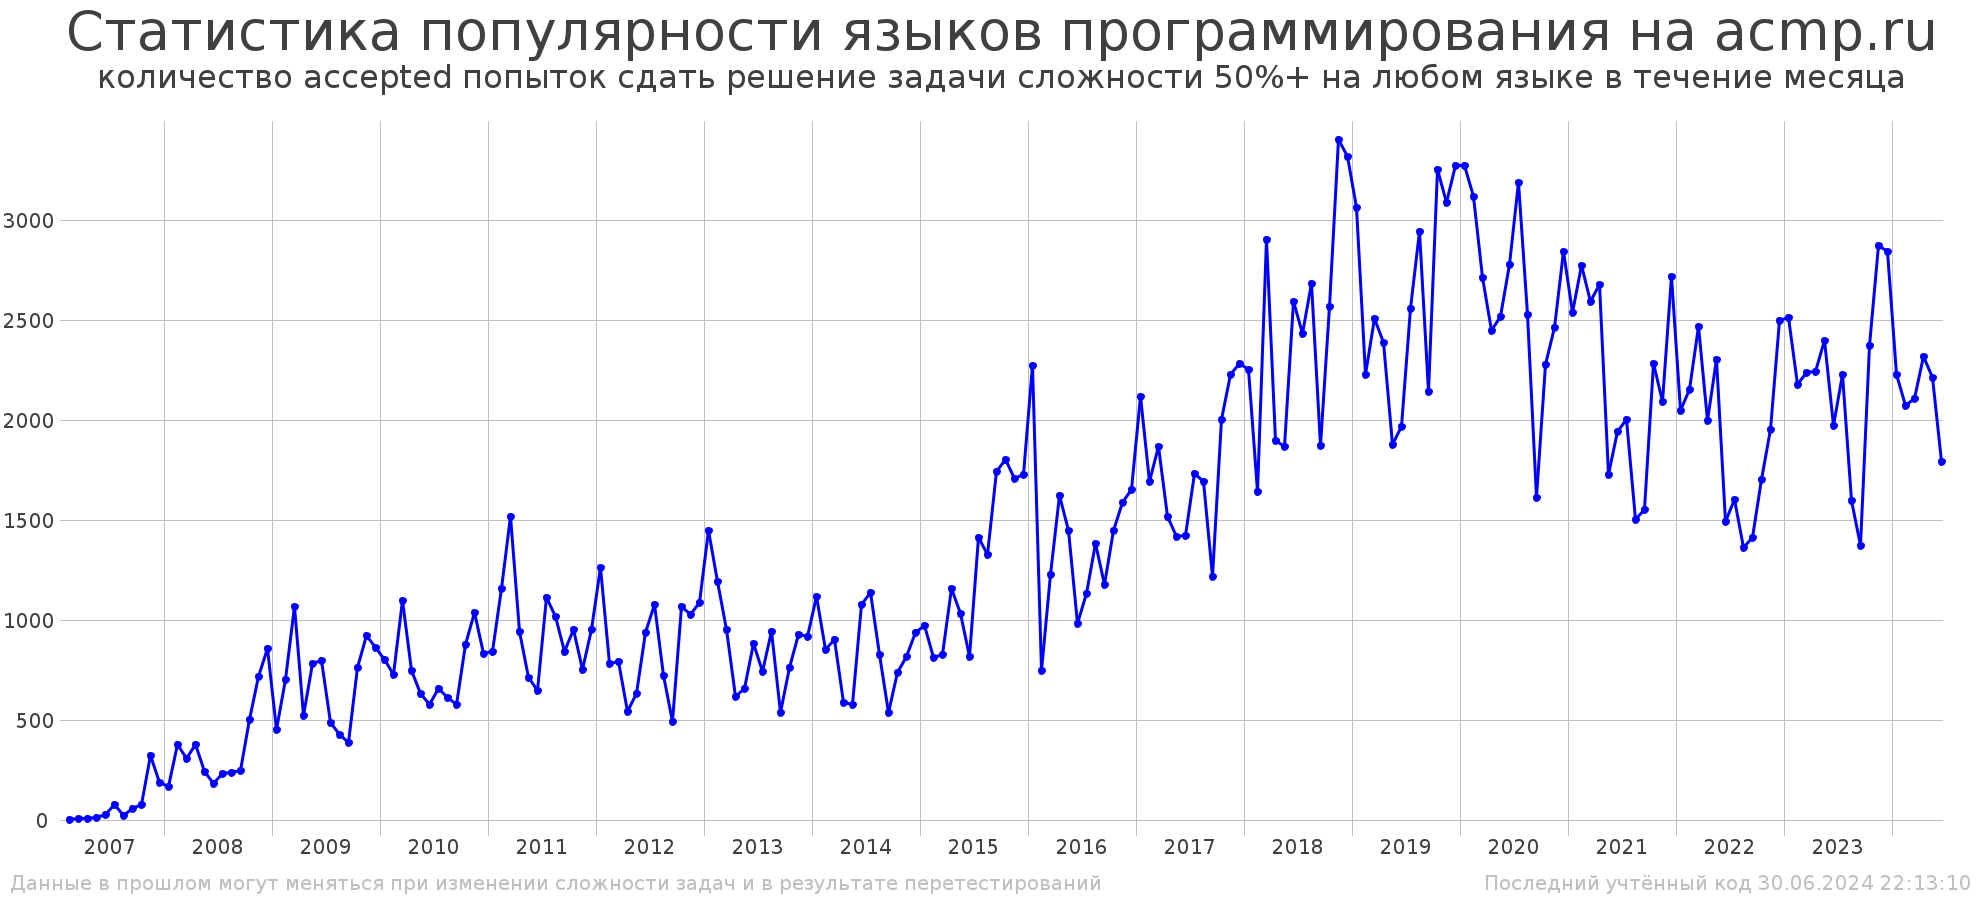 Статистика популярности языков программирования на acmp.ru
количество accepted попыток сдать решение задачи сложности 50%+ на любом языке в течение месяца
3000
2500
2000
1500
1000
500
0
2007 2008 2009 2010 2011 2012 2013 2014 2015 2016 2017 2018 2019 2020 2021 2022 2023
Данные в прошлом могут меняться при изменении сложности задач и в результате перетестирований
Последний учтённый код 30.06.2024 22:13:10